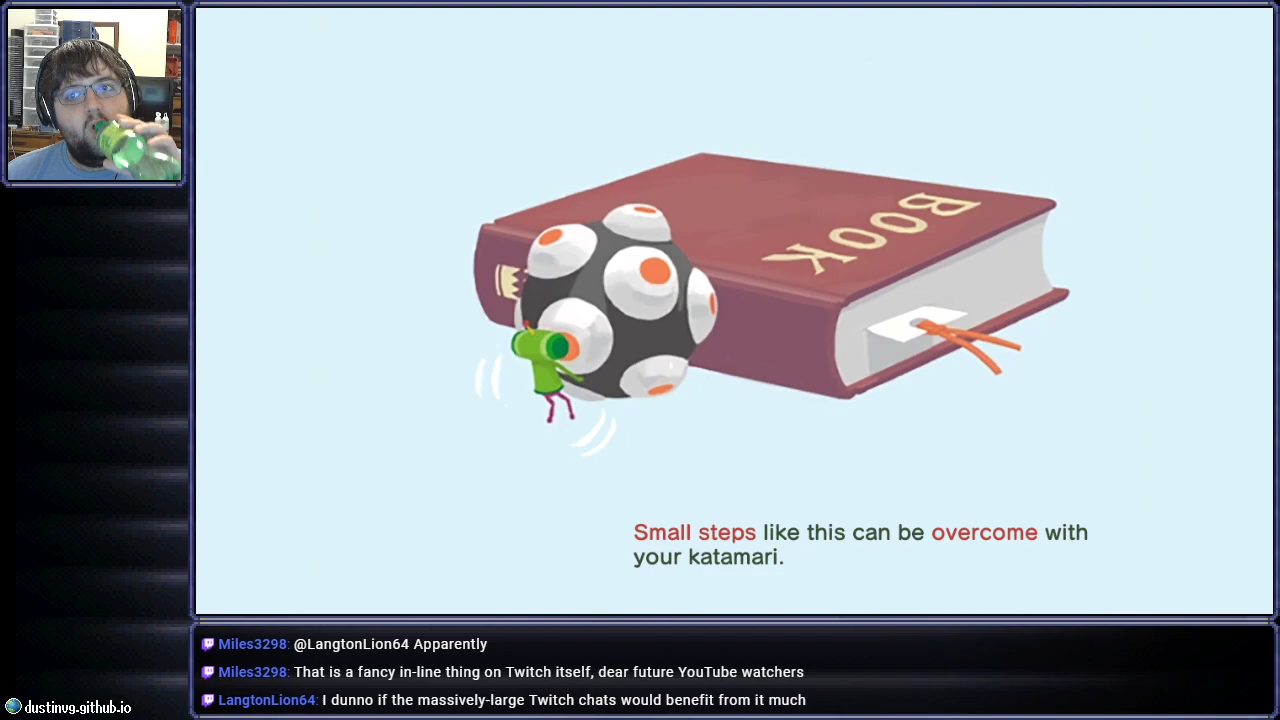 BOOK
Small steps like this can be overcome with
your katamari.
Miles3298: @LangtonLion64 Apparently
Miles3298: That is a fancy in-line thing on Twitch itself, dear future YouTube watchers
LangtonLion64: I dunno if the massively-large Twitch chats would benefit from it much
dustinvg.github.io